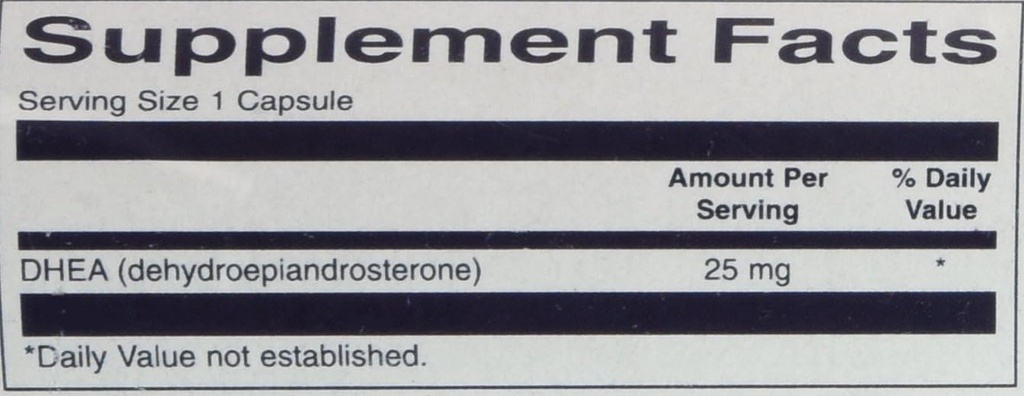 Supplement Facts
Serving Size 1 Capsule
Amount Per % Daily
Serving Value
DHEA (dehydroepiandrosterone) 25 mg *
*Daily Value not established.